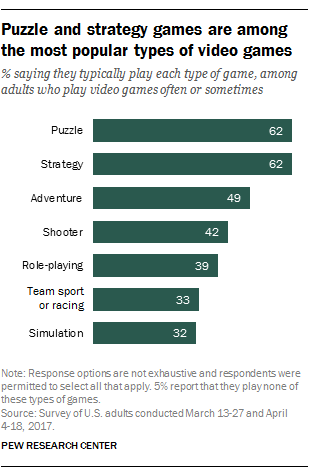 Puzzle and strategy games are among
the most popular types of video games
% saying they typically play each type of game, among
adults who play video games often or sometimes
Puzzle 62
Strategy 62
Adventure 49
Shooter 42
Role-playing 39
Team sport
or racing 33
Simulation 32
Note: Response options are not exhaustive and respondents were
permitted to select all that apply. 5% report that they play none of
these types of games.
Source: Survey of U.S. adults conducted March 13-27 and April
4-18, 2017.
PEW RESEARCH CENTER